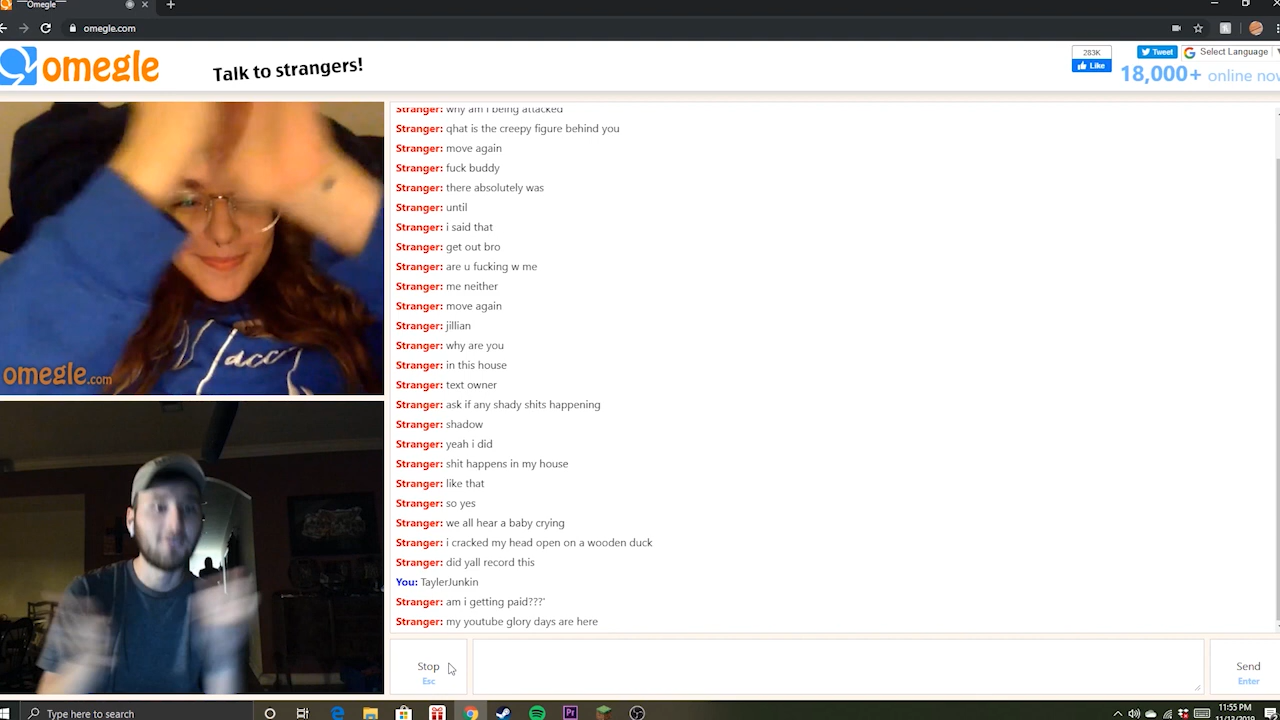 Omegle
omegle.com
omegle
Talk to strangers!
283K
Like
Tweet
Select Language
18,000+ online now
Stranger: why am i being attacked
Stranger: qhat is the creepy figure behind you
Stranger: move again
Stranger: fuck buddy
Stranger: there absolutely was
Stranger: until
Stranger: i said that
Stranger: get out bro
Stranger: are u fucking w me
Stranger: me neither
Stranger: move again
Stranger: jillian
Stranger: why are you
Stranger: in this house
Stranger: text owner
Stranger: ask if any shady shits happening
Stranger: shadow
Stranger: yeah i did
Stranger: shit happens in my house
Stranger: like that
Stranger: so yes
Stranger: we all hear a baby crying
Stranger: i cracked my head open on a wooden duck
Stranger: did yall record this
You: TaylerJunkin
Stranger: am i getting paid???'
Stranger: my youtube glory days are here
omegle.com
Stop
Esc
Send
Enter
Type here to search
11:55 PM
11/13/2019